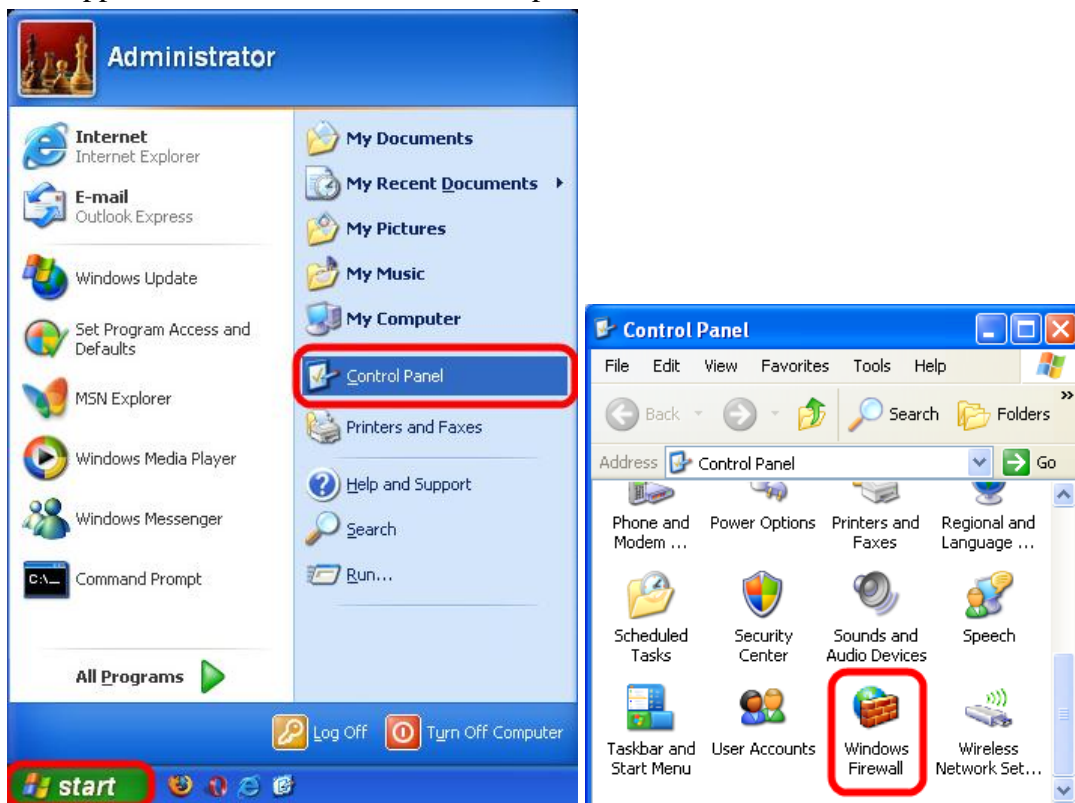 Administrator
Internet
Internet Explorer
E-mail
Outlook Express
Windows Update
Set Program Access and
Defaults
MSN Explorer
Windows Media Player
Windows Messenger
C:\_
Command Prompt
All Programs
My Documents
My Recent Documents
My Pictures
My Music
My Computer
Control Panel
Printers and Faxes
Help and Support
Search
Run...
Log Off
Turn Off Computer
start
Control Panel
File Edit View Favorites Tools Help
Back Search Folders »
Address Control Panel Go
Phone and
Modem ...
Power Options
Printers and
Faxes
Regional and
Language ...
Scheduled
Tasks
Security
Center
Sounds and
Audio Devices
Speech
Taskbar and
Start Menu
User Accounts
Windows
Firewall
Wireless
Network Set...